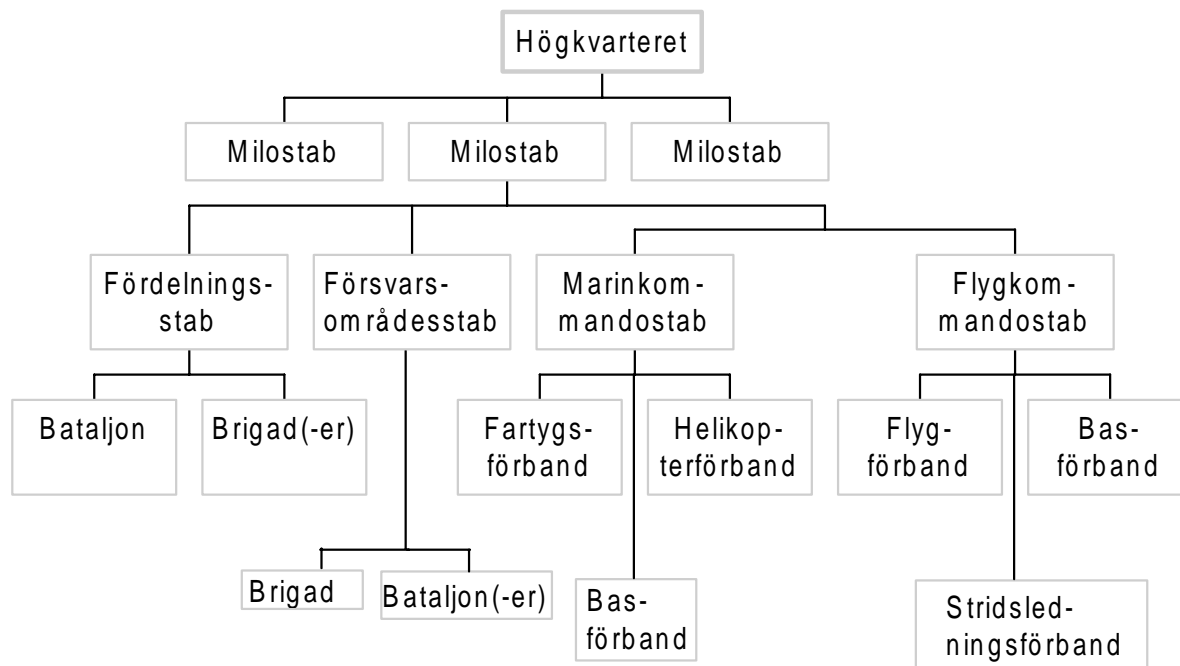 Högkvarteret
Milostab
Milostab
Milostab
Fördelnings-
stab
Försvars-
områdesstab
Marinkom-
mandostab
Flygkom-
mandostab
Bataljon
Brigad(-er)
Fartygs-
förband
Helikop-
terförband
Flyg-
förband
Bas-
förband
Brigad
Bataljon(-er)
Bas-
förband
Stridsled-
ningsförband